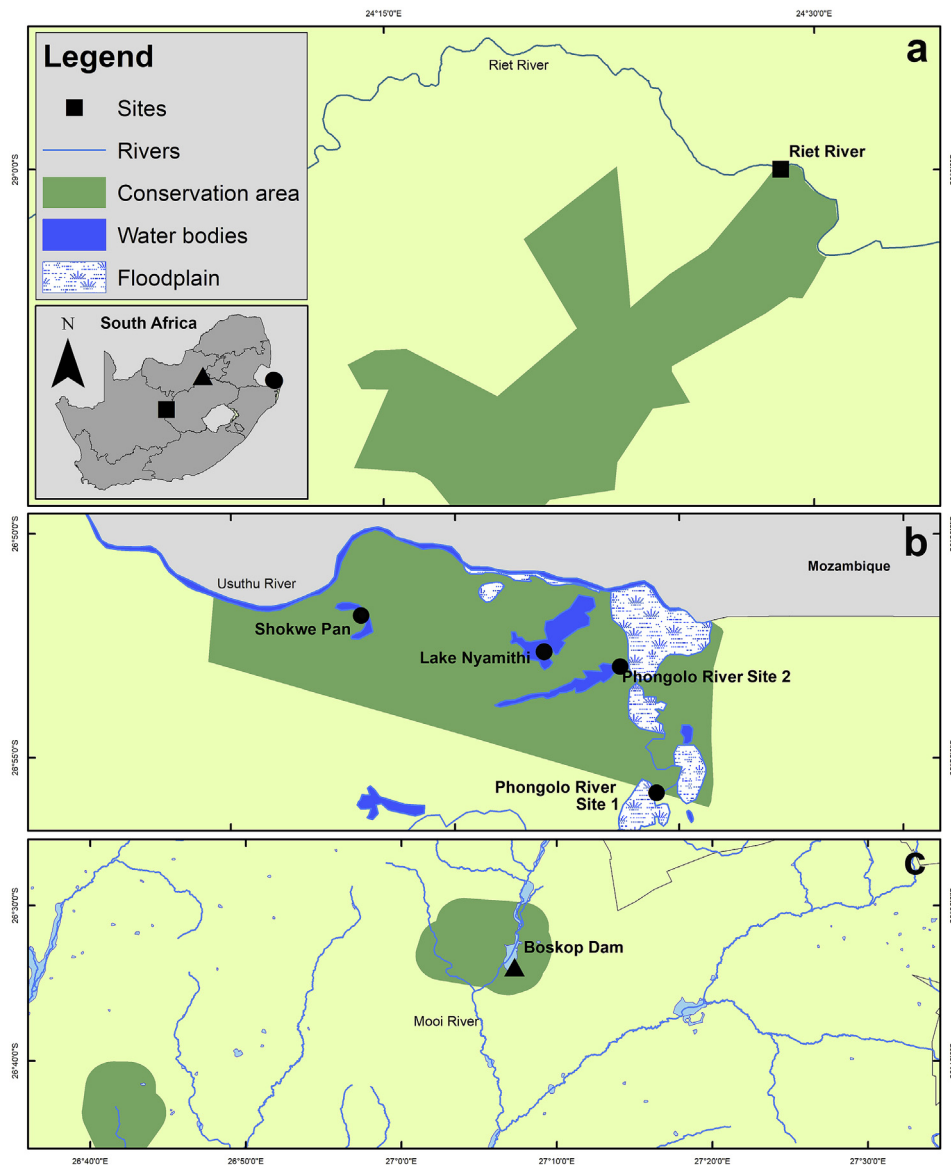 24°15'0"E
24°30'0"E
Legend
Sites
Rivers
Conservation area
Water bodies
Floodplain
a
Riet River
Riet River
29°0'0"S
N
South Africa
b
26°50'0"S
Mozambique
Usuthu River
Shokwe Pan
Lake Nyamithi
Phongolo River Site 2
26°55'0"S
Phongolo River
Site 1
c
26°30'0"S
Boskop Dam
Mooi River
26°40'0"S
26°40'0"E
26°50'0"E
27°0'0"E
27°10'0"E
27°20'0"E
27°30'0"E